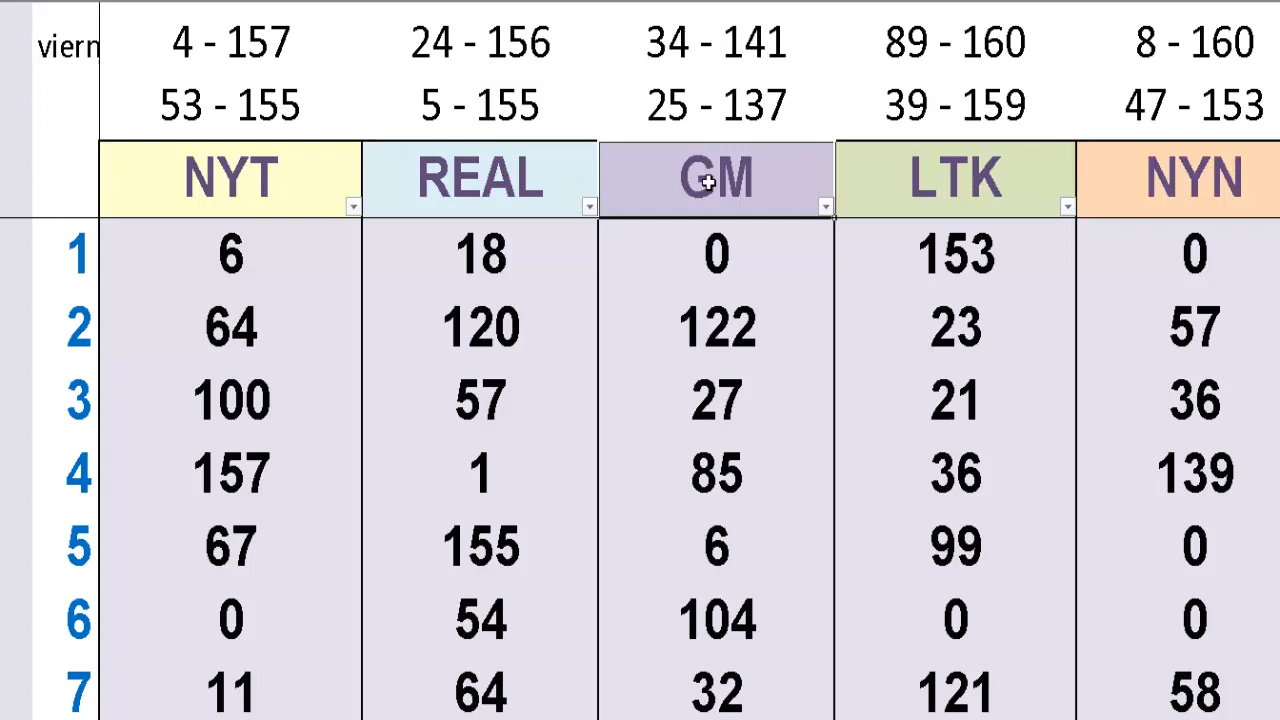 viern 4 - 157 24 - 156 34 - 141 89 - 160 8 - 160
53 - 155 5 - 155 25 - 137 39 - 159 47 - 153
NYT REAL GM LTK NYN
1 6 18 0 153 0
2 64 120 122 23 57
3 100 57 27 21 36
4 157 1 85 36 139
5 67 155 6 99 0
6 0 54 104 0 0
7 11 64 32 121 58